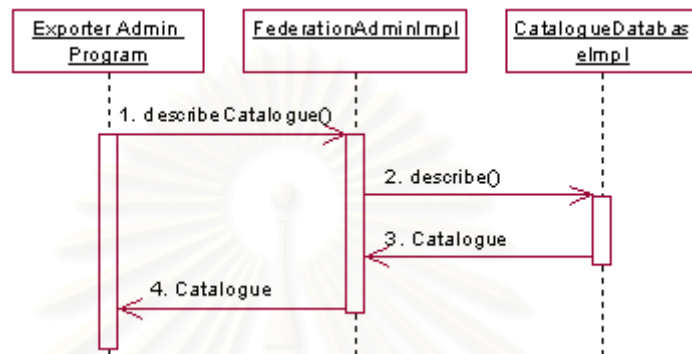 Exporter Admin
Program
FederationAdminImpl
CatalogueDatabas
eImpl
1. describeCatalogue()
2. describe()
3. Catalogue
4. Catalogue